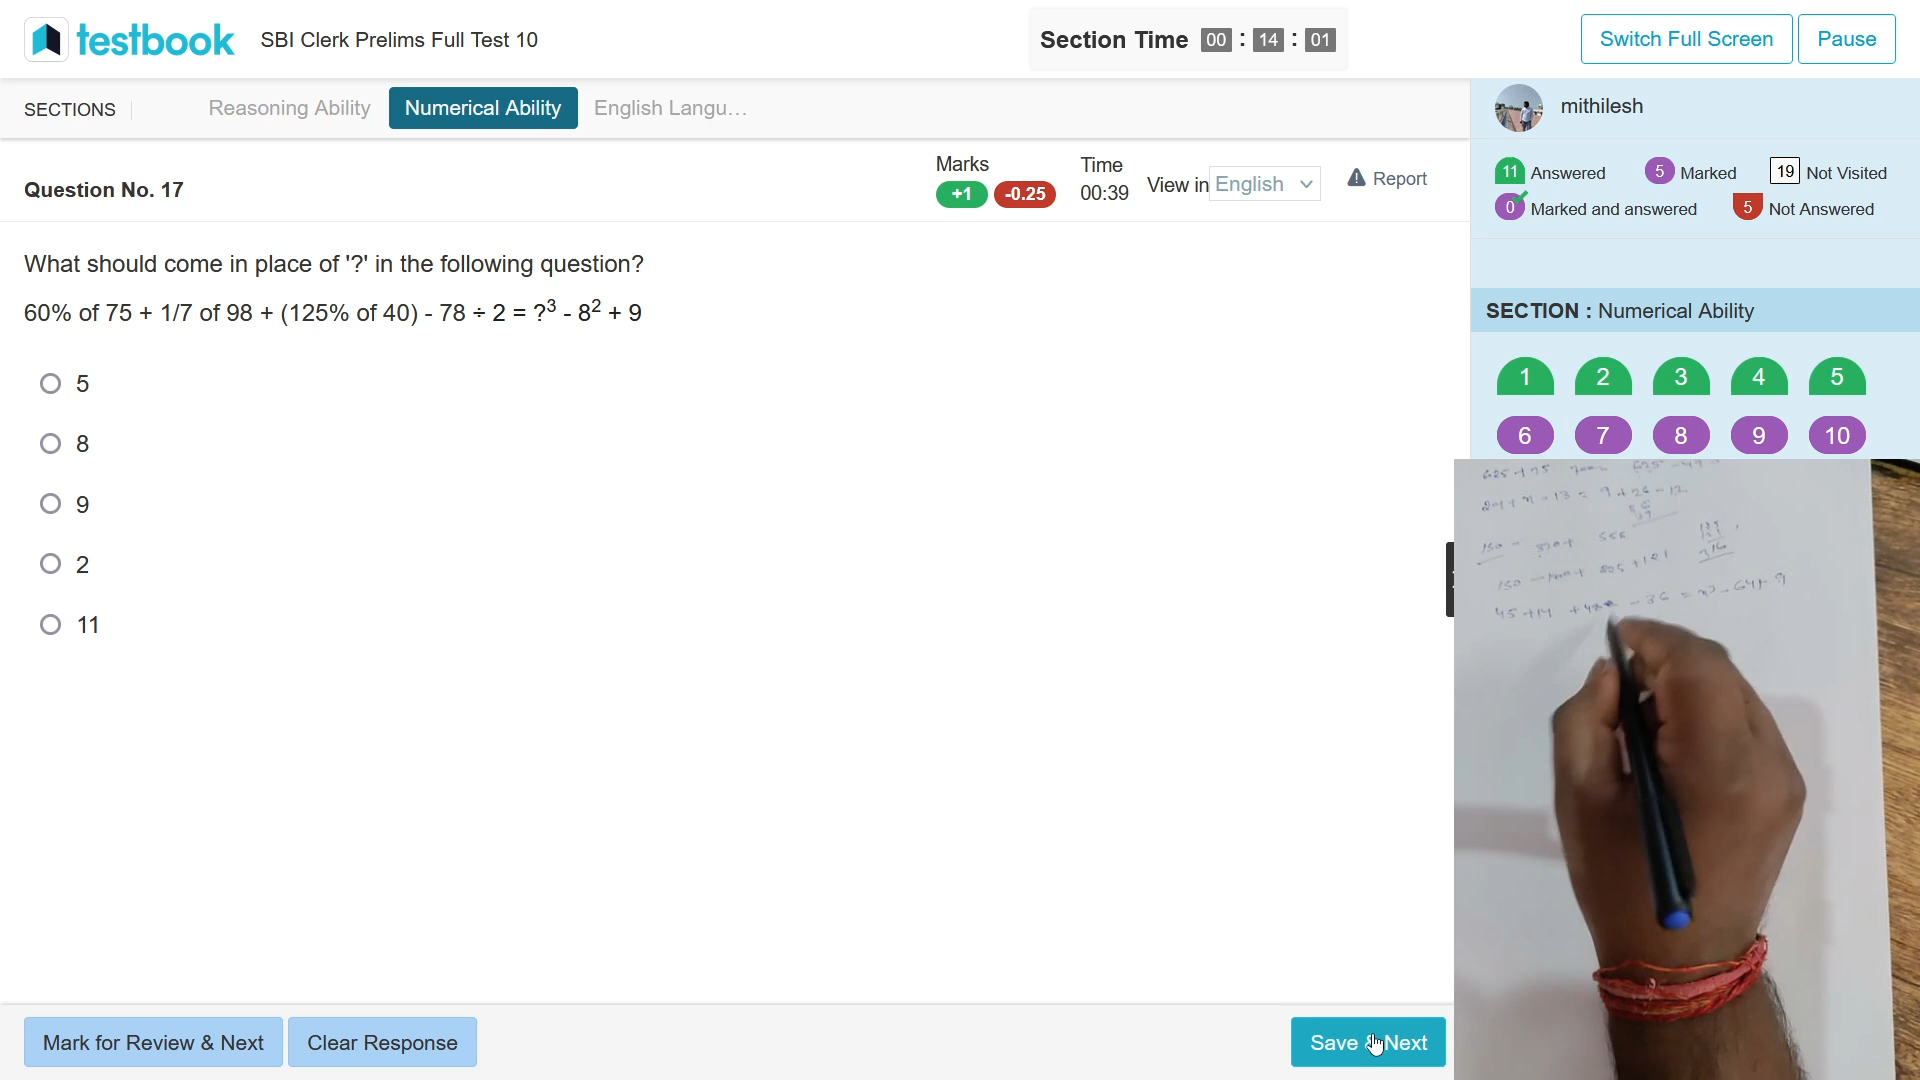 testbook SBI Clerk Prelims Full Test 10 Section Time 00 : 14 : 01 Switch Full Screen Pause
SECTIONS Reasoning Ability Numerical Ability English Langu...
mithilesh
Question No. 17
Marks
+1 -0.25
Time
00:39
View in English
Report
11 Answered 5 Marked 19 Not Visited
0 Marked and answered 5 Not Answered
What should come in place of '?' in the following question?
60% of 75 + 1/7 of 98 + (125% of 40) - 78 ÷ 2 = ?³ - 8² + 9
5
8
9
2
11
SECTION : Numerical Ability
1 2 3 4 5
6 7 8 9 10
625 + 75
150
45 + 14
Mark for Review & Next Clear Response Save & Next